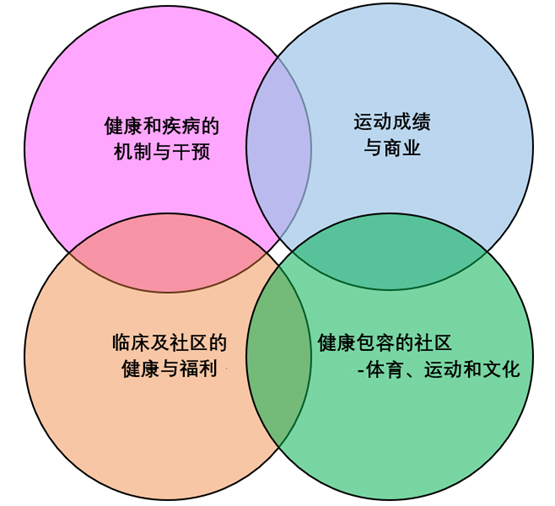 健康和疾病的
机制与干预
运动成绩
与商业
临床及社区的
健康与福利
健康包容的社区
-体育、运动和文化